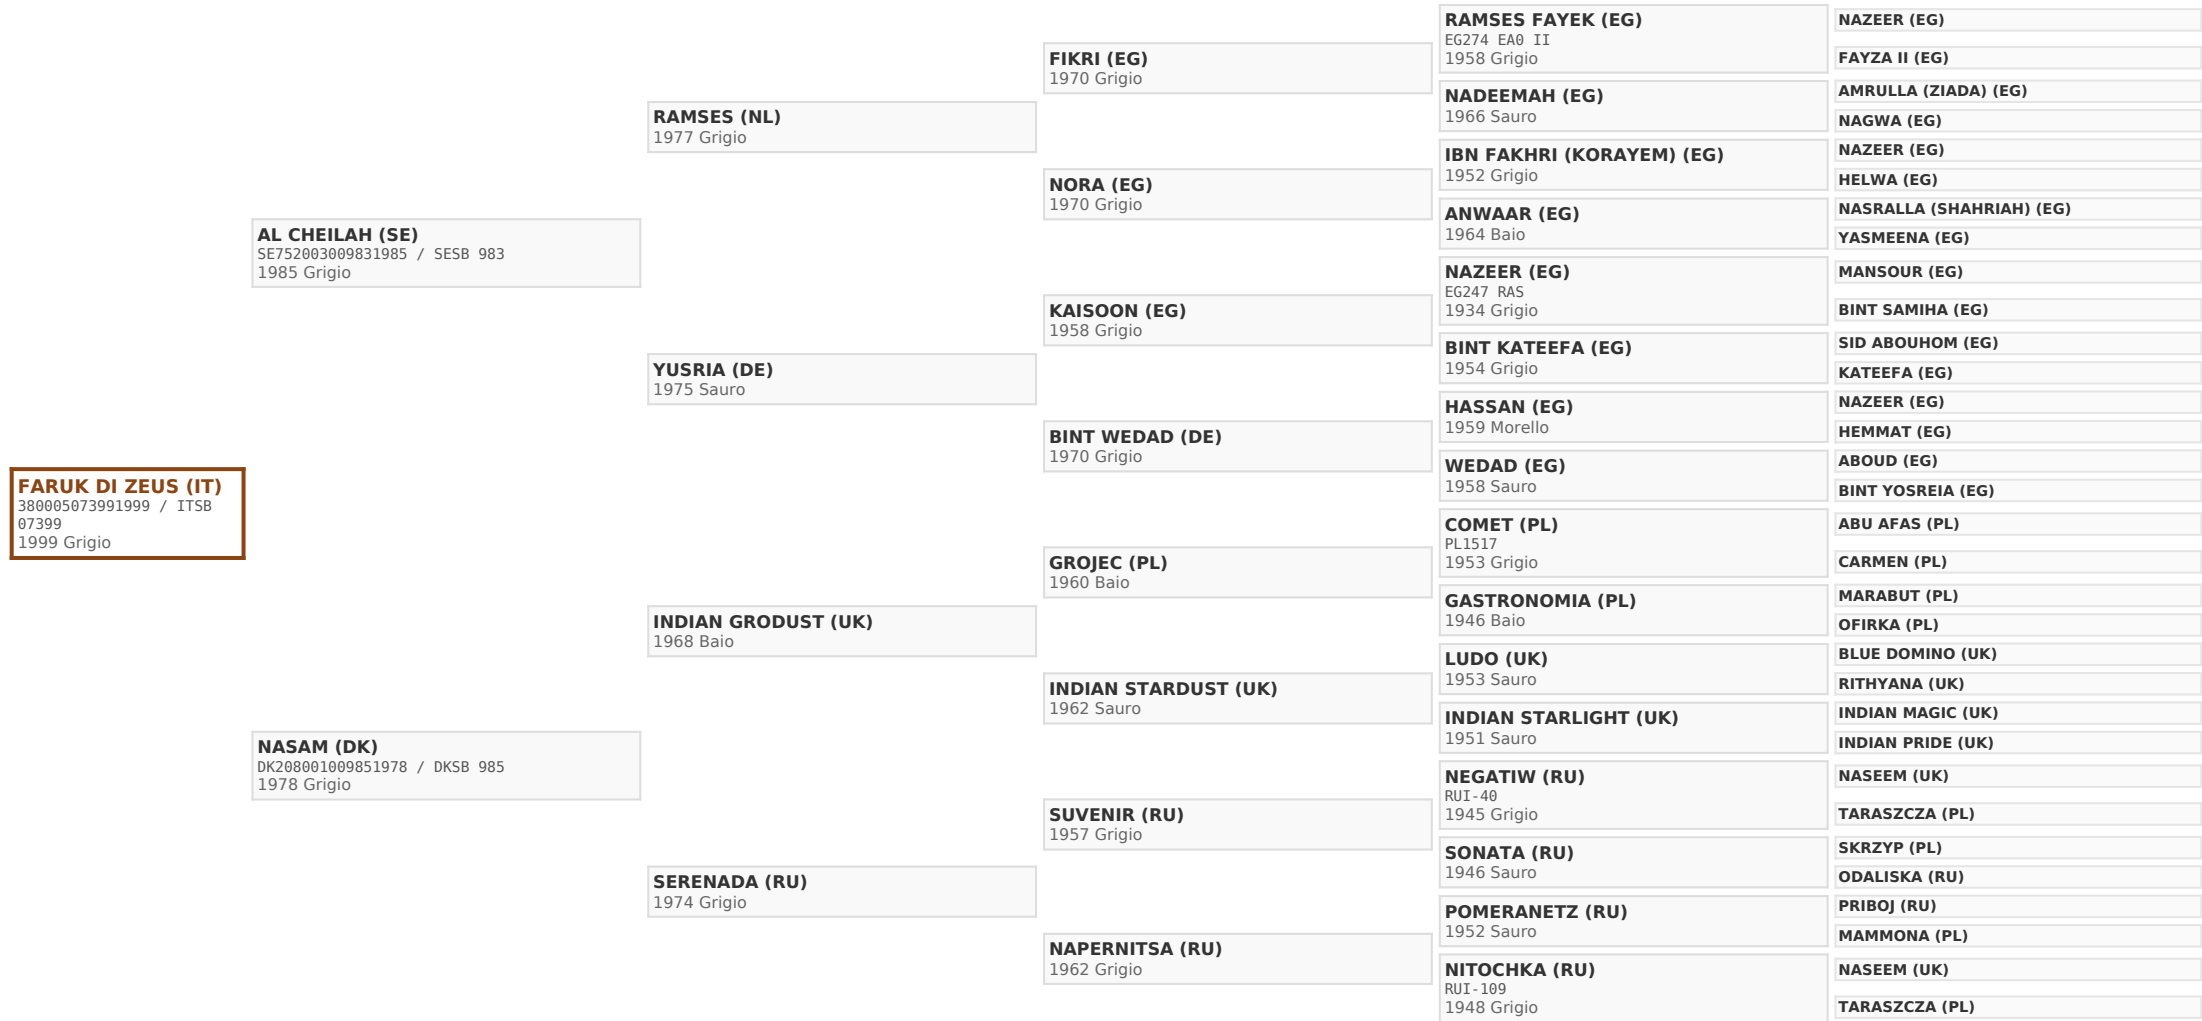 FARUK DI ZEUS (IT)
380005073991999 / ITSB
07399
1999 Grigio
AL CHEILAH (SE)
SE752003009831985 / SESB 983
1985 Grigio
NASAM (DK)
DK208001009851978 / DKSB 985
1978 Grigio
RAMSES (NL)
1977 Grigio
YUSRIA (DE)
1975 Sauro
INDIAN GRODUST (UK)
1968 Baio
SERENADA (RU)
1974 Grigio
FIKRI (EG)
1970 Grigio
NORA (EG)
1970 Grigio
KAISOON (EG)
1958 Grigio
BINT WEDAD (DE)
1970 Grigio
GROJEC (PL)
1960 Baio
INDIAN STARDUST (UK)
1962 Sauro
SUVENIR (RU)
1957 Grigio
NAPERNITSA (RU)
1962 Grigio
RAMSES FAYEK (EG)
EG274 EA0 II
1958 Grigio
NADEEMAH (EG)
1966 Sauro
IBN FAKHRI (KORAYEM) (EG)
1952 Grigio
ANWAAR (EG)
1964 Baio
NAZEER (EG)
EG247 RAS
1934 Grigio
BINT KATEEFA (EG)
1954 Grigio
HASSAN (EG)
1959 Morello
WEDAD (EG)
1958 Sauro
COMET (PL)
PL1517
1953 Grigio
GASTRONOMIA (PL)
1946 Baio
LUDO (UK)
1953 Sauro
INDIAN STARLIGHT (UK)
1951 Sauro
NEGATIW (RU)
RUI-40
1945 Grigio
SONATA (RU)
1946 Sauro
POMERANETZ (RU)
1952 Sauro
NITOCHKA (RU)
RUI-109
1948 Grigio
NAZEER (EG)
FAYZA II (EG)
AMRULLA (ZIADA) (EG)
NAGWA (EG)
NAZEER (EG)
HELWA (EG)
NASRALLA (SHAHRIAH) (EG)
YASMEENA (EG)
MANSOUR (EG)
BINT SAMIHA (EG)
SID ABOUHOM (EG)
KATEEFA (EG)
NAZEER (EG)
HEMMAT (EG)
ABOUD (EG)
BINT YOSREIA (EG)
ABU AFAS (PL)
CARMEN (PL)
MARABUT (PL)
OFIRKA (PL)
BLUE DOMINO (UK)
RITHYANA (UK)
INDIAN MAGIC (UK)
INDIAN PRIDE (UK)
NASEEM (UK)
TARASZCZA (PL)
SKRZYP (PL)
ODALISKA (RU)
PRIBOJ (RU)
MAMMONA (PL)
NASEEM (UK)
TARASZCZA (PL)